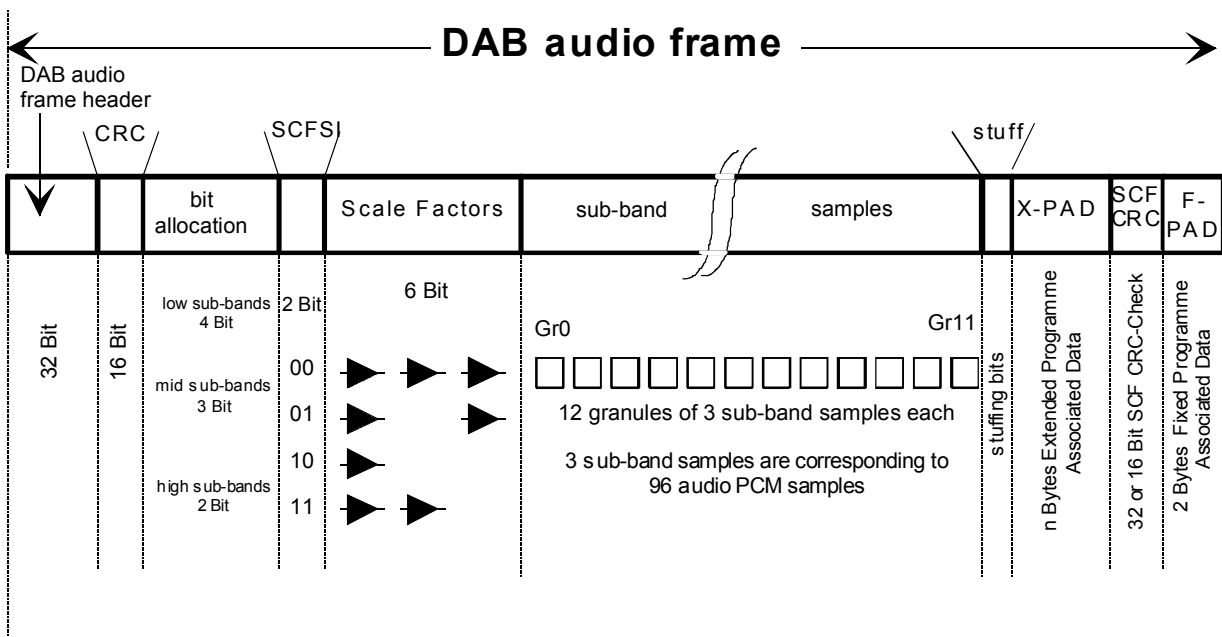 DAB audio frame
DAB audio
frame header
CRC
SCFSI
stuff
bit
allocation
Scale Factors
sub-band
samples
X-PAD
SCF
CRC
F-
PAD
32 Bit
16 Bit
low sub-bands
4 Bit
mid sub-bands
3 Bit
high sub-bands
2 Bit
2 Bit
00
01
10
11
6 Bit
Gr0
Gr11
12 granules of 3 sub-band samples each
3 sub-band samples are corresponding to
96 audio PCM samples
stuffing bits
n Bytes Extended Programme
Associated Data
32 or 16 Bit SCF CRC-Check
2 Bytes Fixed Programme
Associated Data